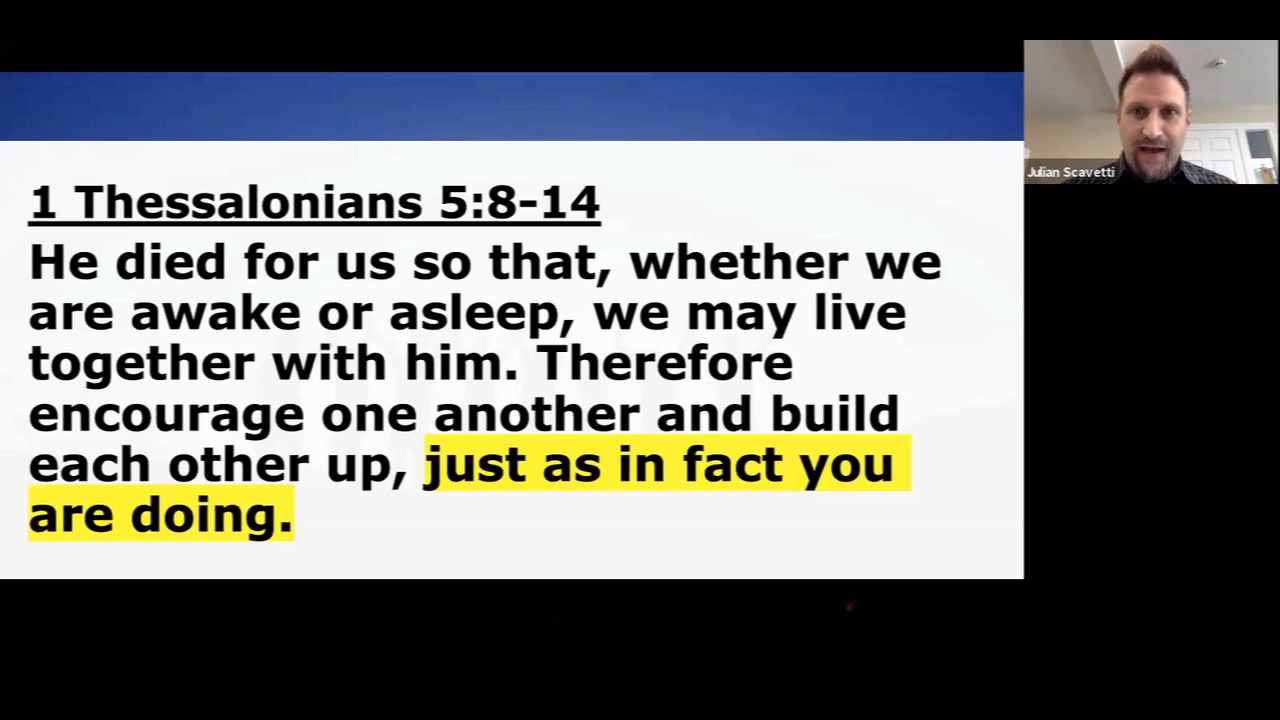 1 Thessalonians 5:8-14
He died for us so that, whether we
are awake or asleep, we may live
together with him. Therefore
encourage one another and build
each other up, just as in fact you
are doing.
Julian Scavetti